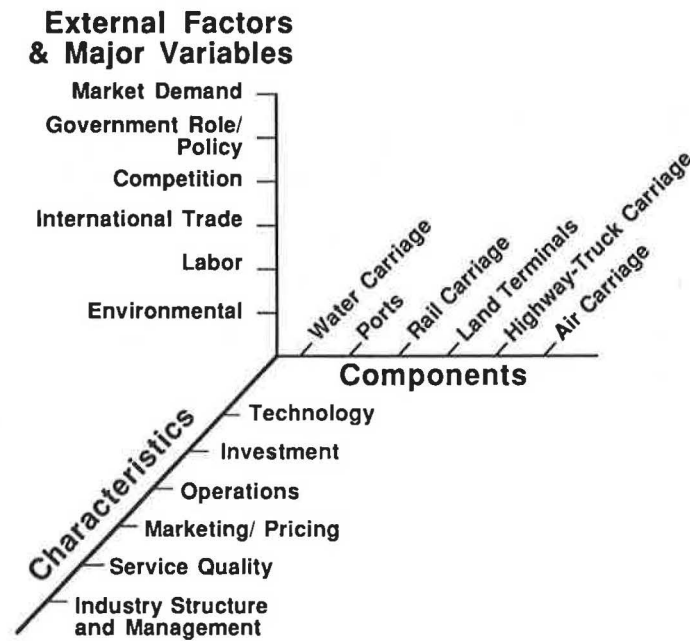 External Factors
& Major Variables
Market Demand
Government Role/
Policy
Competition
International Trade
Labor
Environmental
Water Carriage
Ports
Rail Carriage
Land Terminals
Highway-Truck Carriage
Air Carriage
Components
Characteristics
Technology
Investment
Operations
Marketing/ Pricing
Service Quality
Industry Structure
and Management